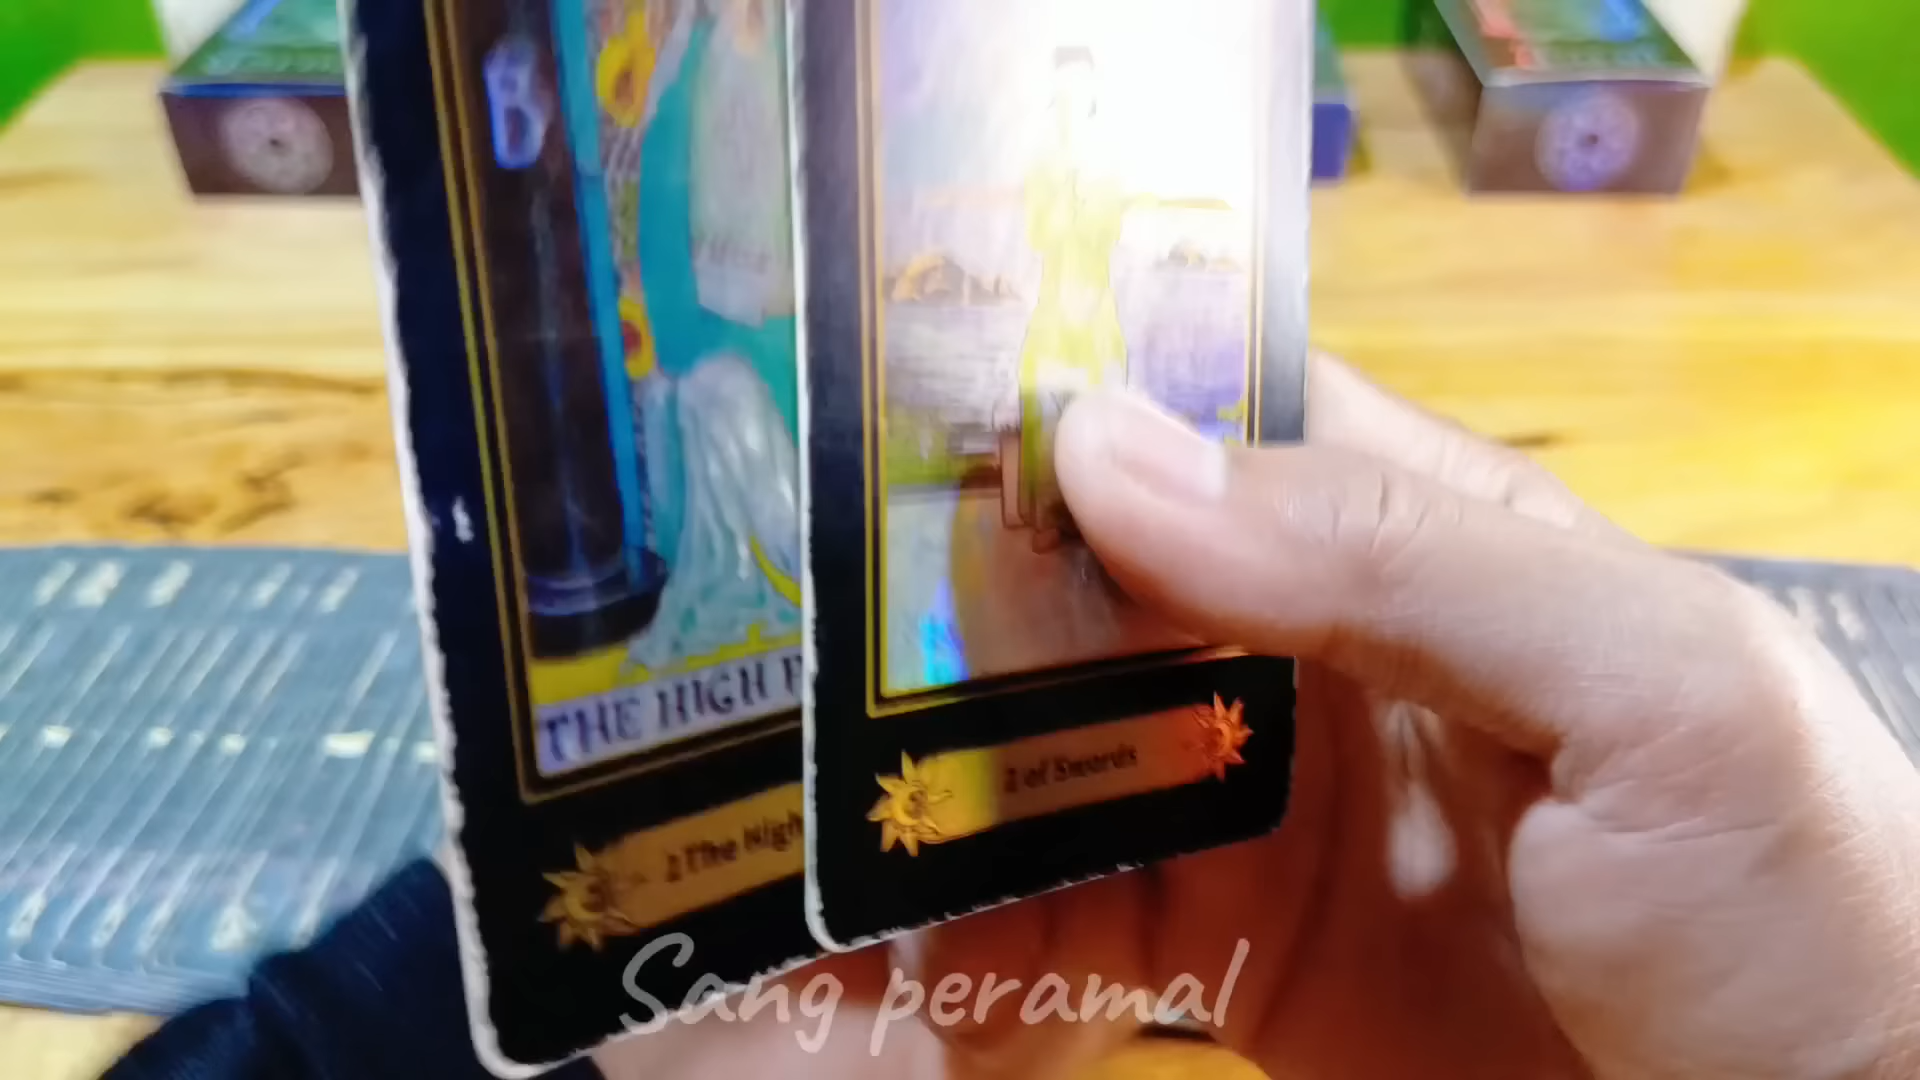 B
THE HIGH P
2 The High
2 of Swords
Sang peramal